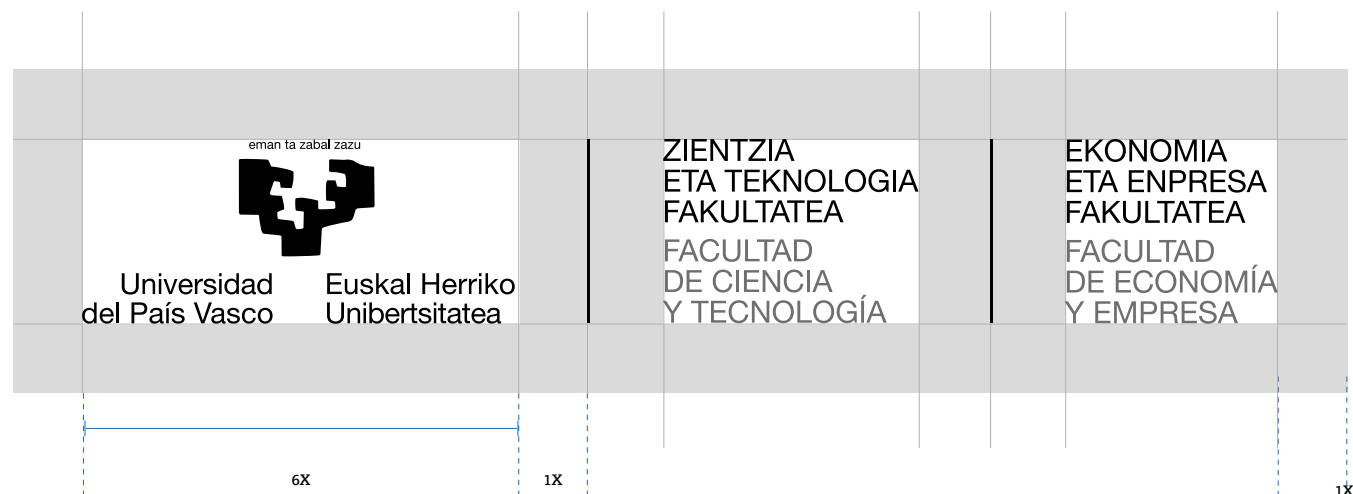 eman ta zabal zazu
Universidad
del País Vasco
Euskal Herriko
Unibertsitatea
ZIENTZIA
ETA TEKNOLOGIA
FAKULTATEA
FACULTAD
DE CIENCIA
Y TECNOLOGÍA
EKONOMIA
ETA ENPRESA
FAKULTATEA
FACULTAD
DE ECONOMÍA
Y EMPRESA
6X
1X
1X